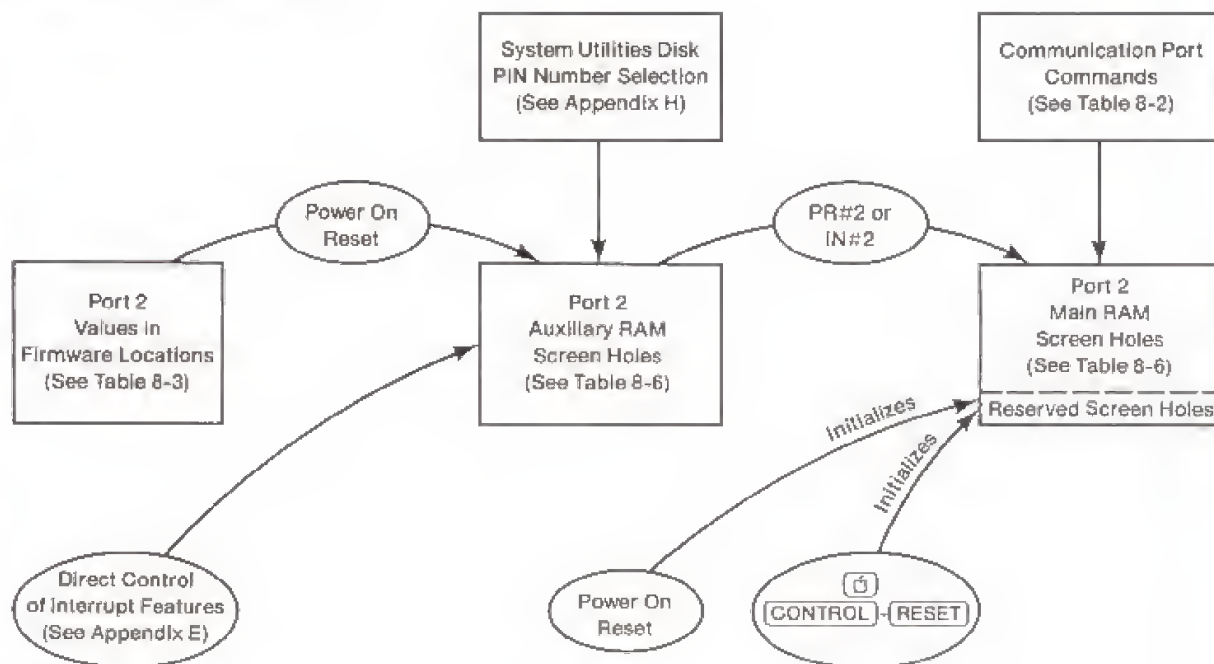 System Utilities Disk
PIN Number Selection
(See Appendix H)
Communication Port
Commands
(See Table 8-2)
Power On
Reset
PR#2 or
IN#2
Port 2
Values in
Firmware Locations
(See Table 8-3)
Port 2
Auxiliary RAM
Screen Holes
(See Table 8-6)
Port 2
Main RAM
Screen Holes
(See Table 8-6)
Reserved Screen Holes
Initializes
Initializes
Direct Control
of Interrupt Features
(See Appendix E)
Power On
Reset
CONTROL-RESET